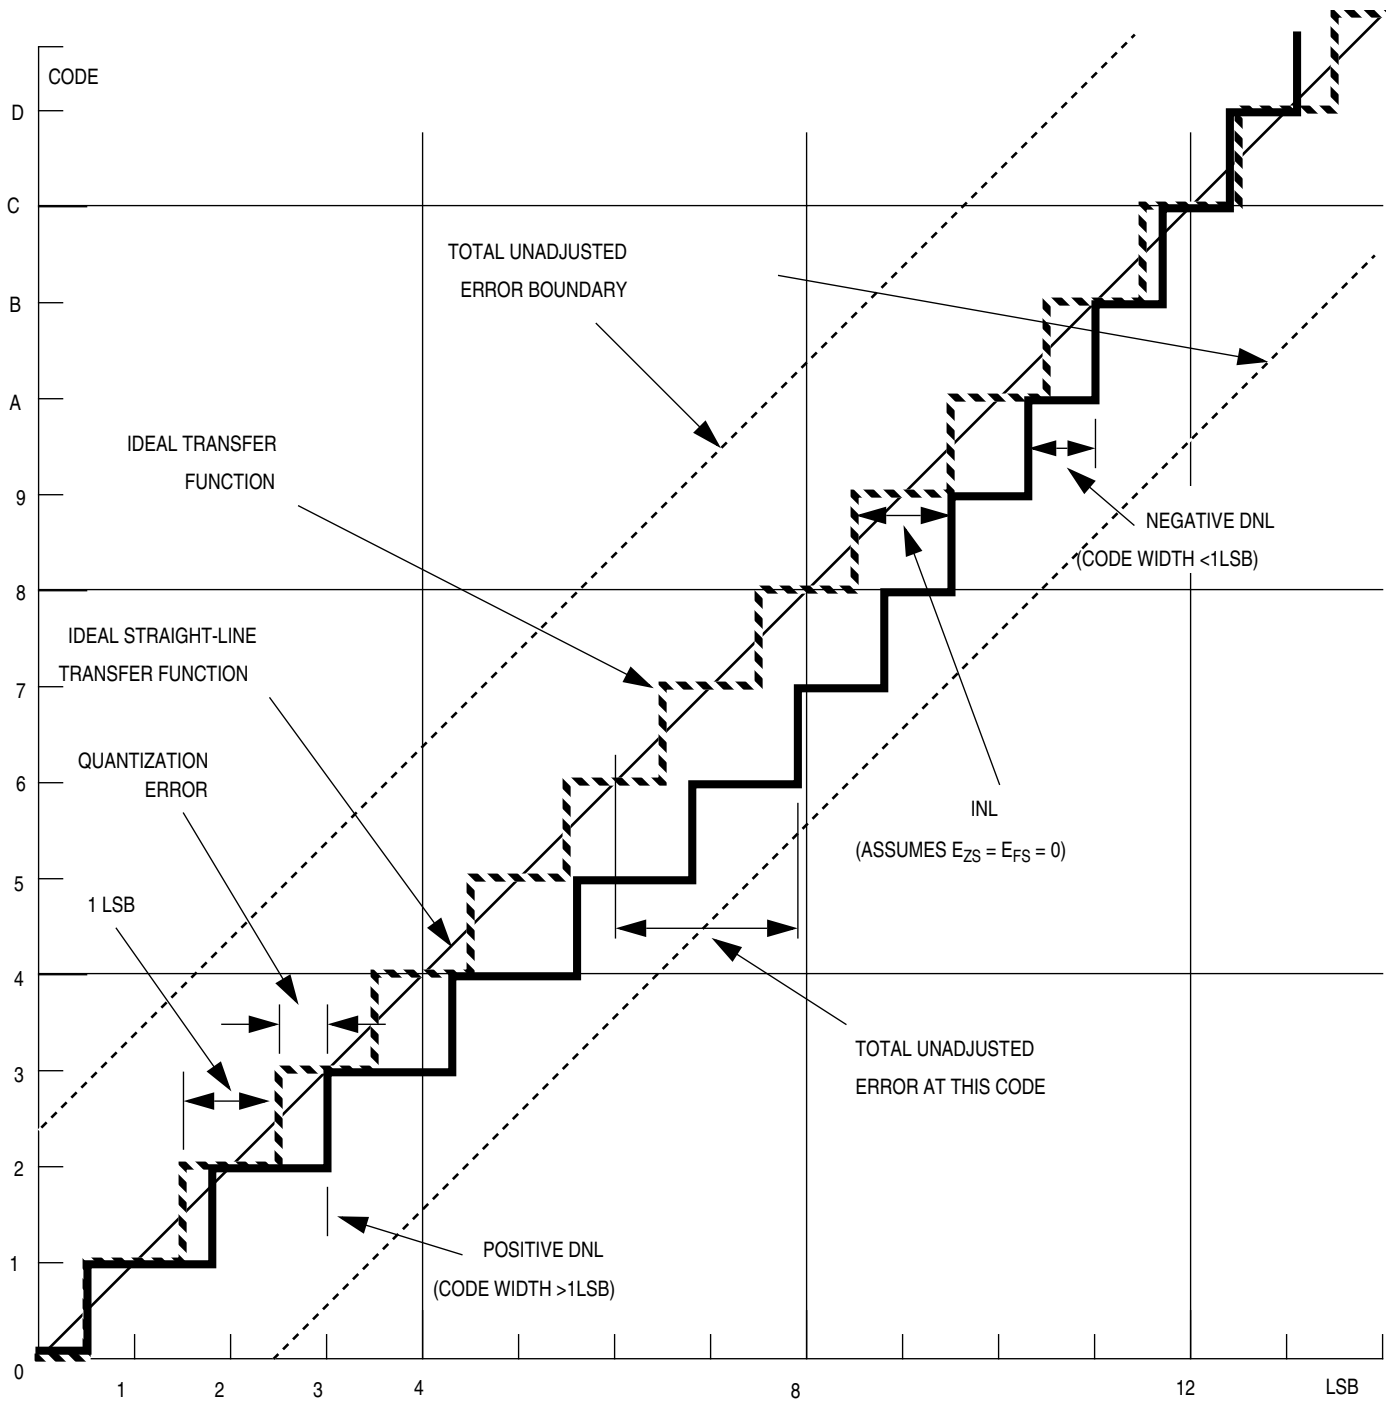 CODE
D
C
TOTAL UNADJUSTED
ERROR BOUNDARY
B
A
IDEAL TRANSFER
FUNCTION
9
NEGATIVE DNL
(CODE WIDTH <1LSB)
8
IDEAL STRAIGHT-LINE
TRANSFER FUNCTION
7
QUANTIZATION
ERROR
6
INL
(ASSUMES EZS = EFS = 0)
5
1 LSB
4
TOTAL UNADJUSTED
ERROR AT THIS CODE
3
2
POSITIVE DNL
(CODE WIDTH >1LSB)
1
0
1 2 3 4 8 12 LSB